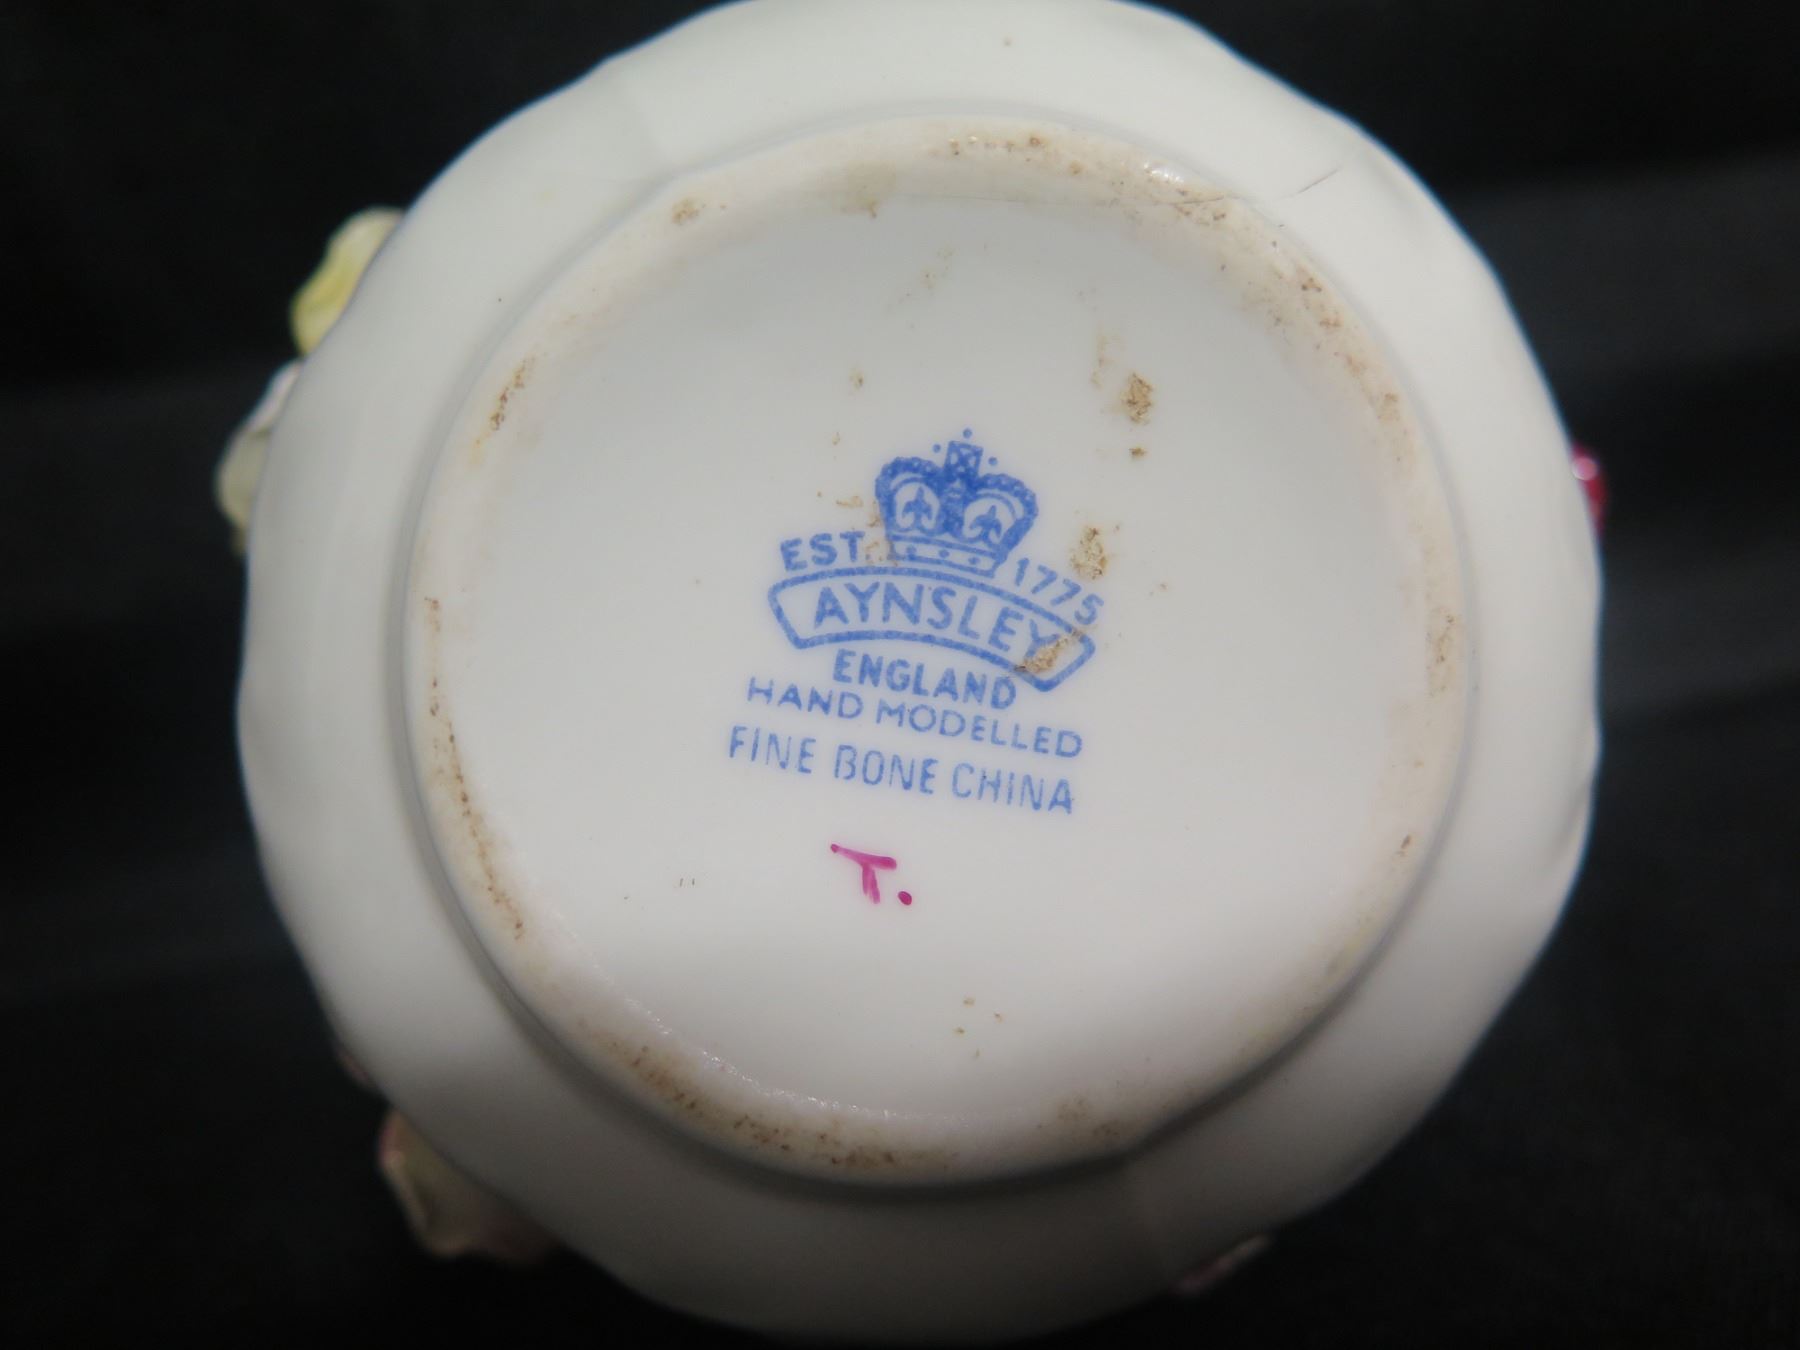 EST. 1775
AYNSLEY
ENGLAND
HAND MODELLED
FINE BONE CHINA
T.